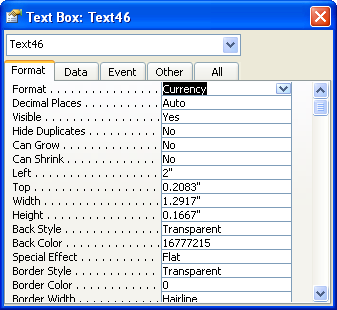 Text Box: Text46
Text46
Format Data Event Other All
Format . . . . . . . . . . . . . . . Currency
Decimal Places . . . . . . . . Auto
Visible . . . . . . . . . . . . . . . Yes
Hide Duplicates . . . . . . . . No
Can Grow . . . . . . . . . . . . No
Can Shrink . . . . . . . . . . . No
Left . . . . . . . . . . . . . . . . . 2"
Top . . . . . . . . . . . . . . . . . 0.2083"
Width . . . . . . . . . . . . . . . 1.2917"
Height . . . . . . . . . . . . . . 0.1667"
Back Style . . . . . . . . . . . . Transparent
Back Color . . . . . . . . . . . 16777215
Special Effect . . . . . . . . . Flat
Border Style . . . . . . . . . . Transparent
Border Color . . . . . . . . . . 0
Border Width . . . . . . . . . . Hairline